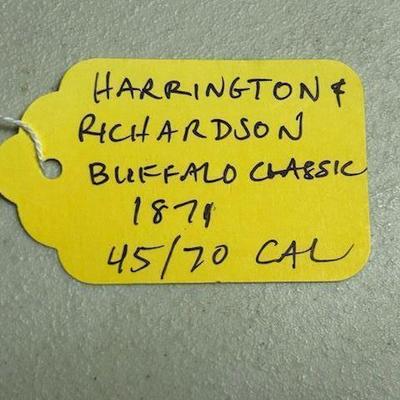 HARRINGTON &
RICHARDSON
BUFFALO CLASSIC
1871
45/70 CAL